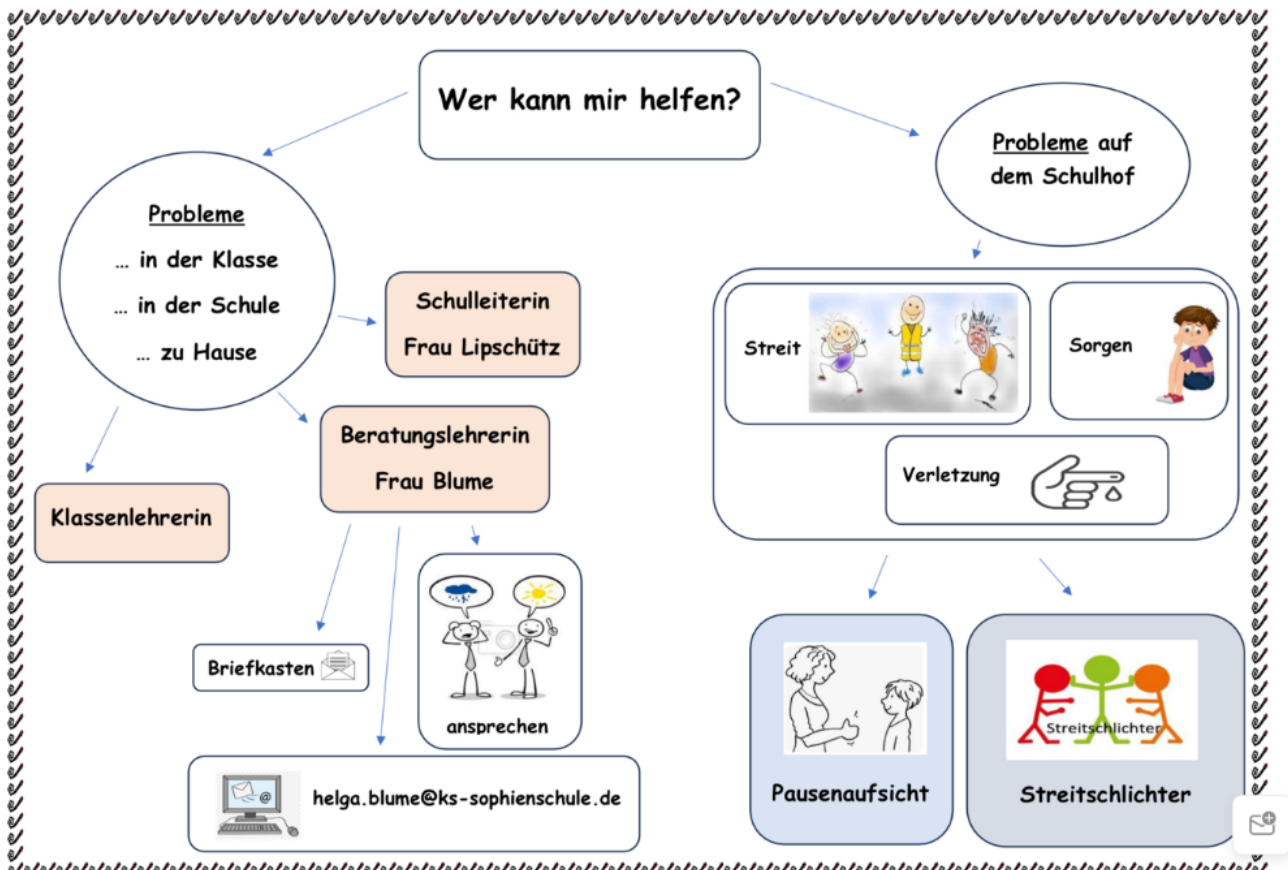 Wer kann mir helfen?
Probleme
... in der Klasse
... in der Schule
... zu Hause
Schulleiterin
Frau Lipschütz
Beratungslehrerin
Frau Blume
Klassenlehrerin
Briefkasten
ansprechen
@
helga.blume@ks-sophienschule.de
Probleme auf
dem Schulhof
Streit
Sorgen
Verletzung
Pausenaufsicht
Streitschlichter
Streitschlichter